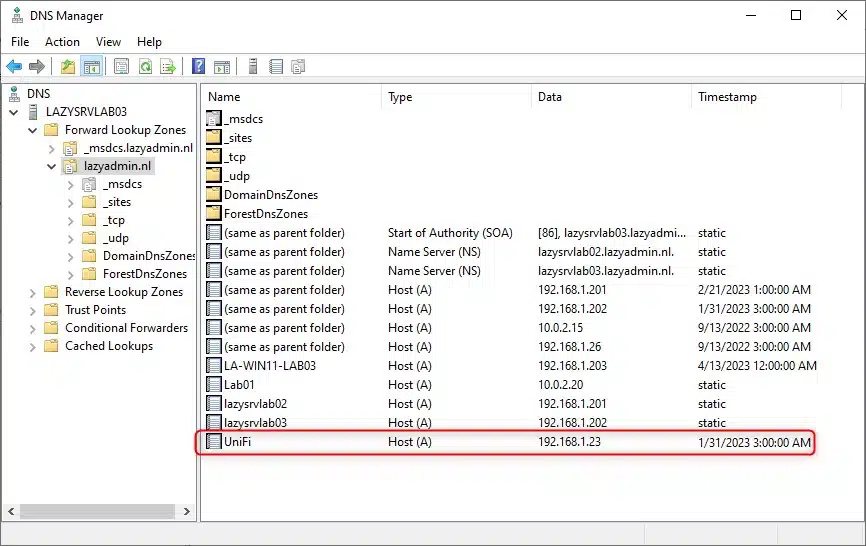 DNS Manager
File Action View Help
DNS
LAZYSRVLAB03
Forward Lookup Zones
_msdcs.lazyadmin.nl
lazyadmin.nl
_msdcs
_sites
_tcp
_udp
DomainDnsZones
ForestDnsZones
Reverse Lookup Zones
Trust Points
Conditional Forwarders
Cached Lookups
Name Type Data Timestamp
_msdcs
_sites
_tcp
_udp
DomainDnsZones
ForestDnsZones
(same as parent folder) Start of Authority (SOA) [86], lazysrvlab03.lazyadmi... static
(same as parent folder) Name Server (NS) lazysrvlab02.lazyadmin.nl. static
(same as parent folder) Name Server (NS) lazysrvlab03.lazyadmin.nl. static
(same as parent folder) Host (A) 192.168.1.201 2/21/2023 1:00:00 AM
(same as parent folder) Host (A) 192.168.1.202 1/31/2023 3:00:00 AM
(same as parent folder) Host (A) 10.0.2.15 9/13/2022 3:00:00 AM
(same as parent folder) Host (A) 192.168.1.26 9/13/2022 3:00:00 AM
LA-WIN11-LAB03 Host (A) 192.168.1.203 4/13/2023 12:00:00 AM
Lab01 Host (A) 10.0.2.20 static
lazysrvlab02 Host (A) 192.168.1.201 static
lazysrvlab03 Host (A) 192.168.1.202 static
UniFi Host (A) 192.168.1.23 1/31/2023 3:00:00 AM